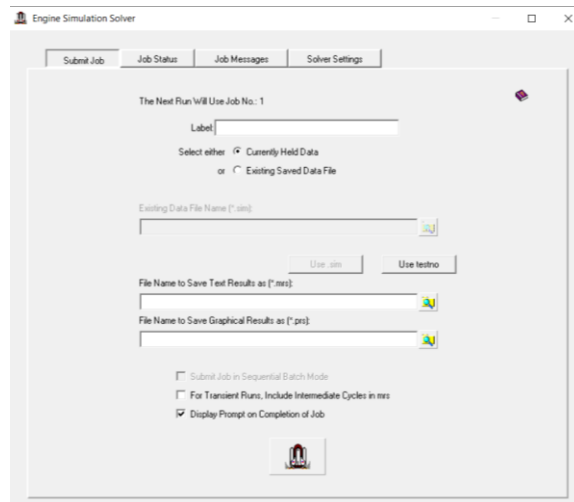 Engine Simulation Solver
Submit Job Job Status Job Messages Solver Settings
The Next Run Will Use Job No.: 1
Label:
Select either Currently Held Data
or Existing Saved Data File
Existing Data File Name (*.sim):
Use .sim Use testno
File Name to Save Text Results as (*.mrs):
File Name to Save Graphical Results as (*.prs):
Submit Job in Sequential Batch Mode
For Transient Runs, Include Intermediate Cycles in mrs
Display Prompt on Completion of Job